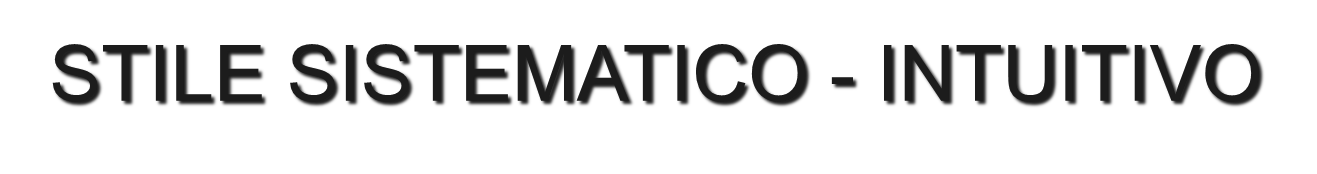 STILE SISTEMATICO - INTUITIVO